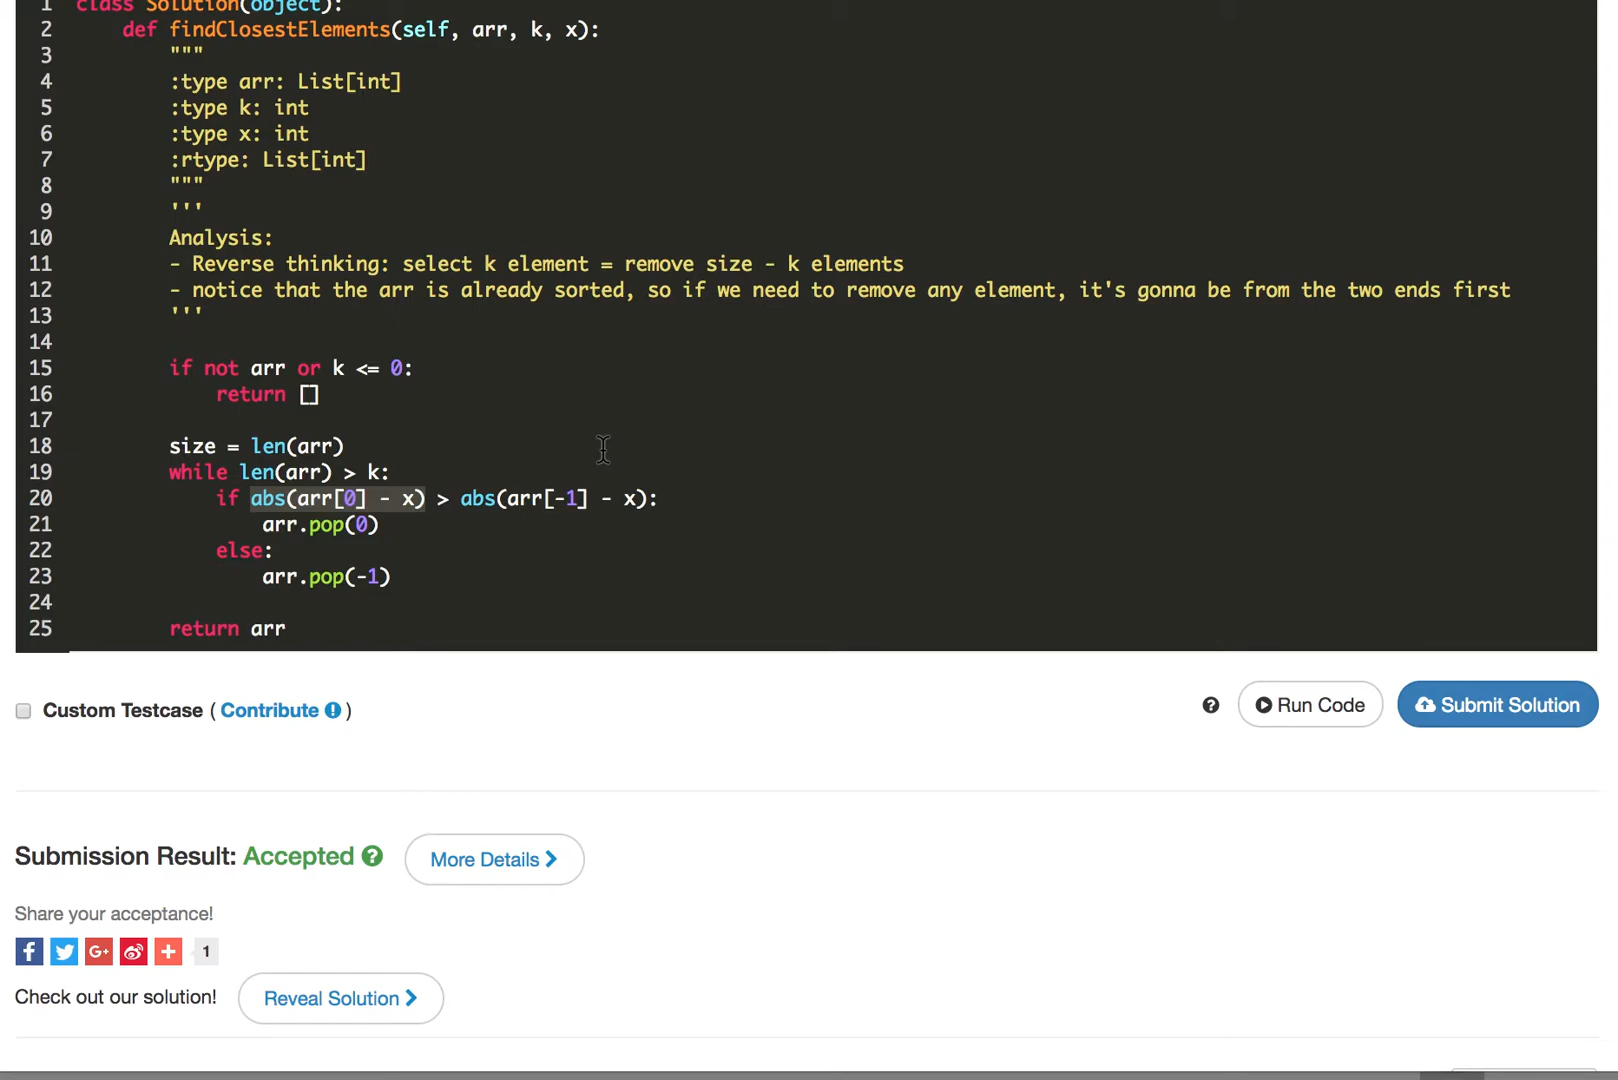 1 class Solution(object):
2 def findClosestElements(self, arr, k, x):
3 """
4 :type arr: List[int]
5 :type k: int
6 :type x: int
7 :rtype: List[int]
8 """
9 '''
10 Analysis:
11 - Reverse thinking: select k element = remove size - k elements
12 - notice that the arr is already sorted, so if we need to remove any element, it's gonna be from the two ends first
13 '''
14
15 if not arr or k <= 0:
16 return []
17
18 size = len(arr)
19 while len(arr) > k:
20 if abs(arr[0] - x) > abs(arr[-1] - x):
21 arr.pop(0)
22 else:
23 arr.pop(-1)
24
25 return arr
Custom Testcase ( Contribute )
Run Code
Submit Solution
Submission Result: Accepted
More Details
Share your acceptance!
1
Check out our solution!
Reveal Solution